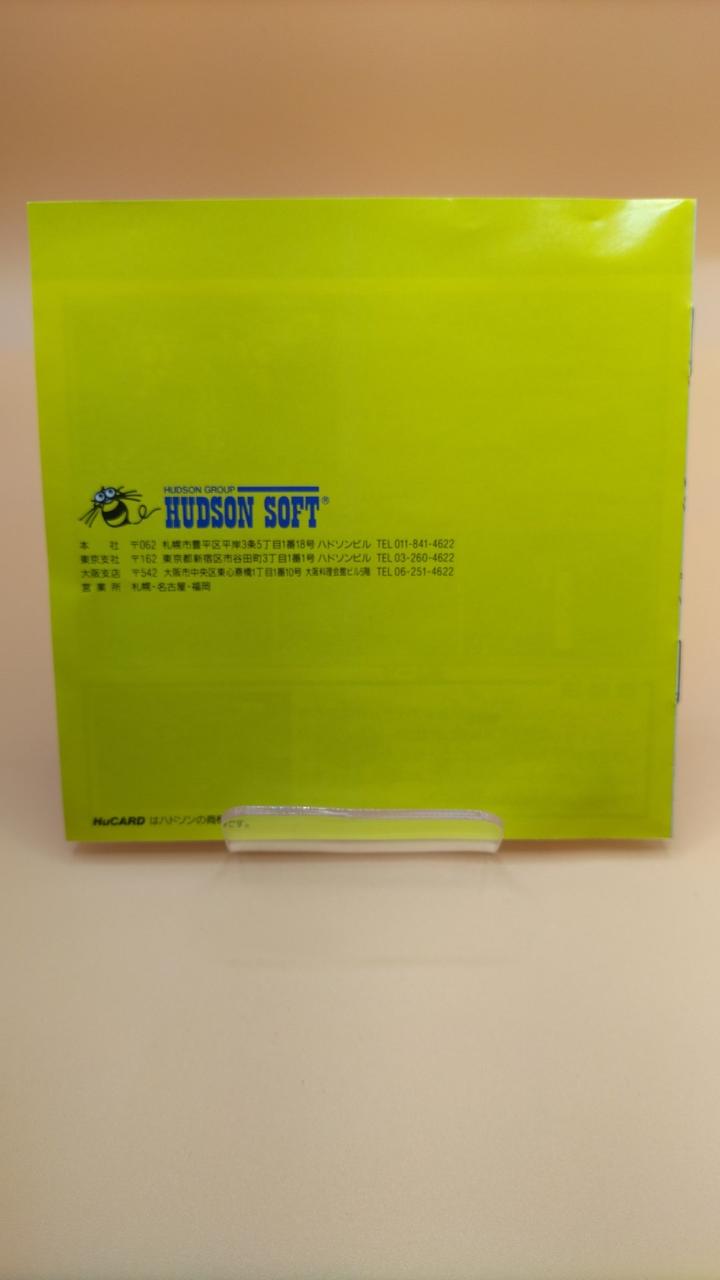 HUDSON GROUP
HUDSON SOFT®
本 社 〒062 札幌市豊平区平岸3条5丁目1番18号 ハドソンビル TEL 011-841-4622
東京支社 〒162 東京都新宿区市谷田町3丁目1番1号 ハドソンビル TEL 03-260-4622
大阪支店 〒542 大阪市中央区東心斎橋1丁目1番10号 大阪料理会館ビル5階 TEL 06-251-4622
営業所 札幌・名古屋・福岡
HuCARD はハドソンの商標です。